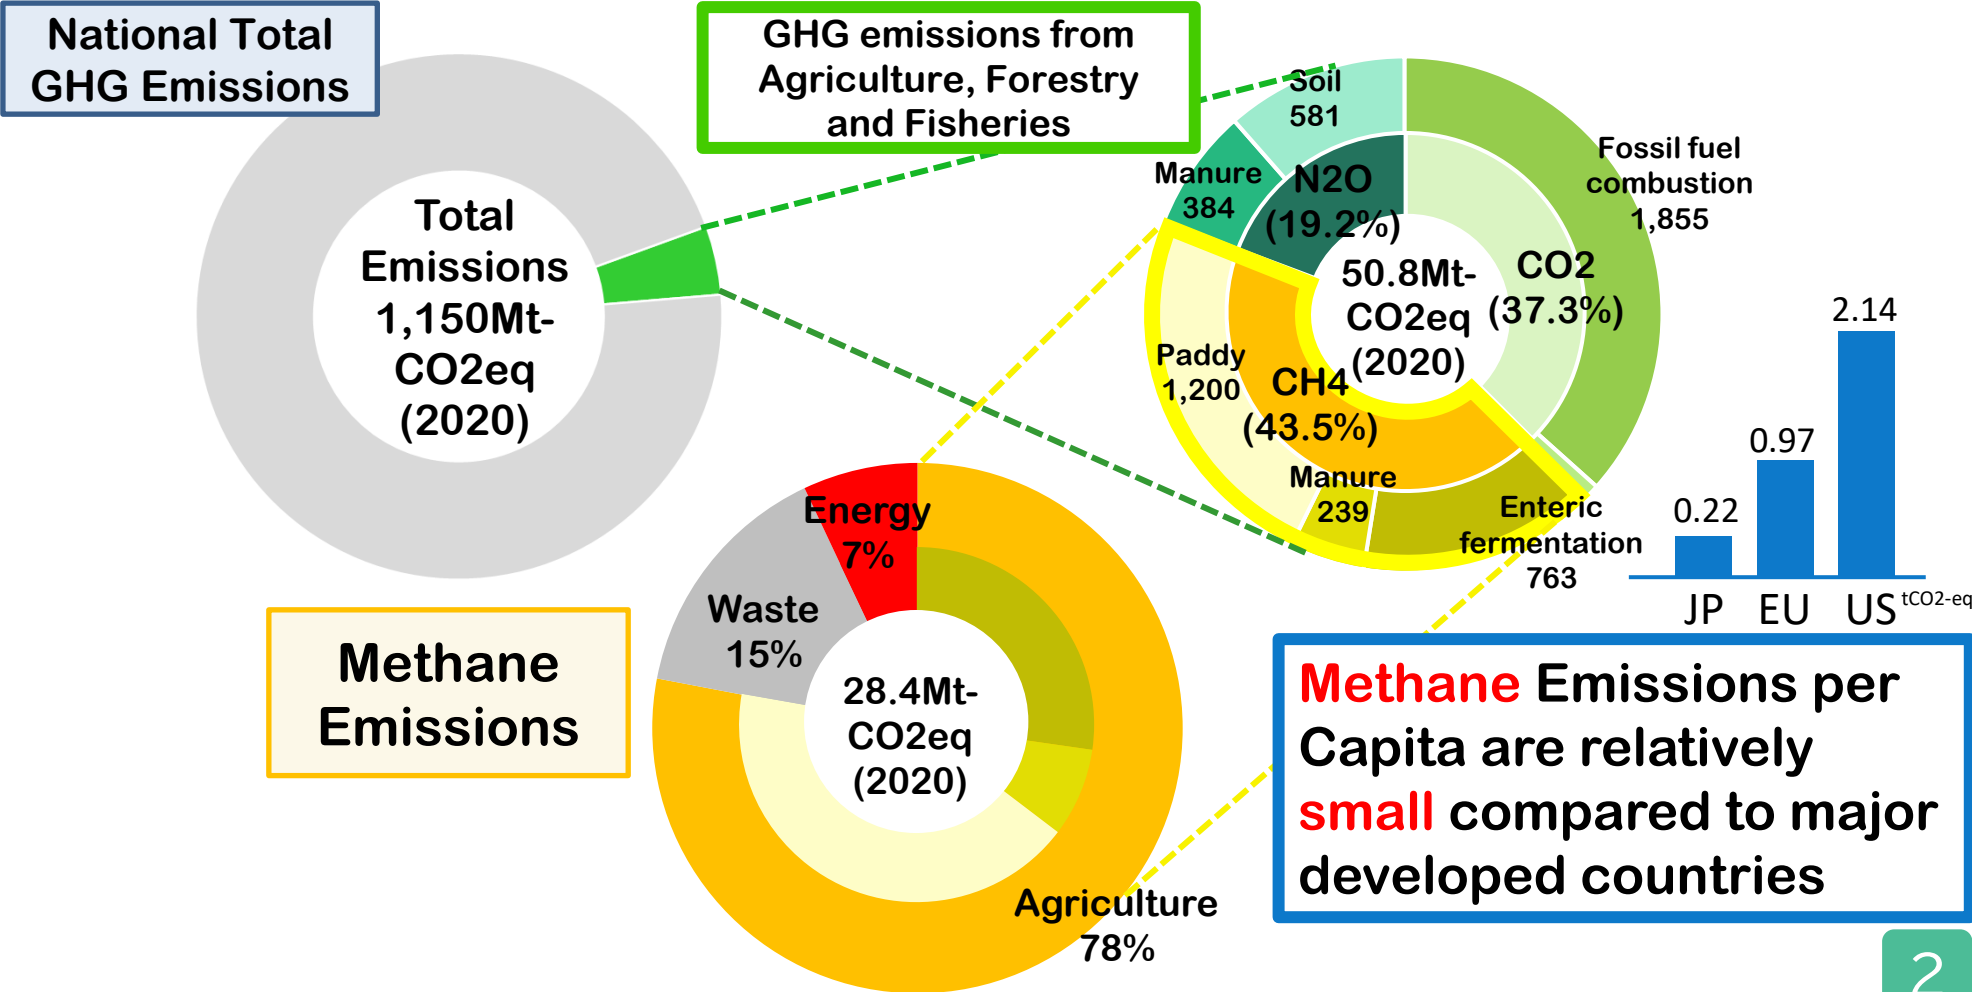 National Total
GHG Emissions
GHG emissions from
Agriculture, Forestry
and Fisheries
Total
Emissions
1,150Mt-
CO2eq
(2020)
Soil
581
Manure
384
N2O
(19.2%)
Fossil fuel
combustion
1,855
CO2
(37.3%)
50.8Mt-
CO2eq
(2020)
Paddy
1,200
CH4
(43.5%)
Manure
239
Enteric
fermentation
763
2.14
0.97
0.22
JP EU US tCO2-eq
Methane
Emissions
Energy
7%
Waste
15%
28.4Mt-
CO2eq
(2020)
Agriculture
78%
Methane Emissions per
Capita are relatively
small compared to major
developed countries
2